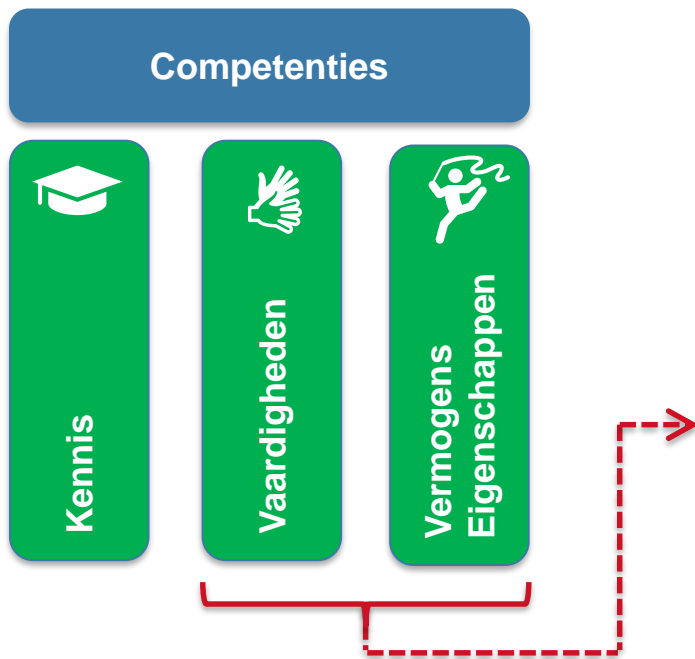 Competenties
Kennis
Vaardigheden
Vermogens
Eigenschappen